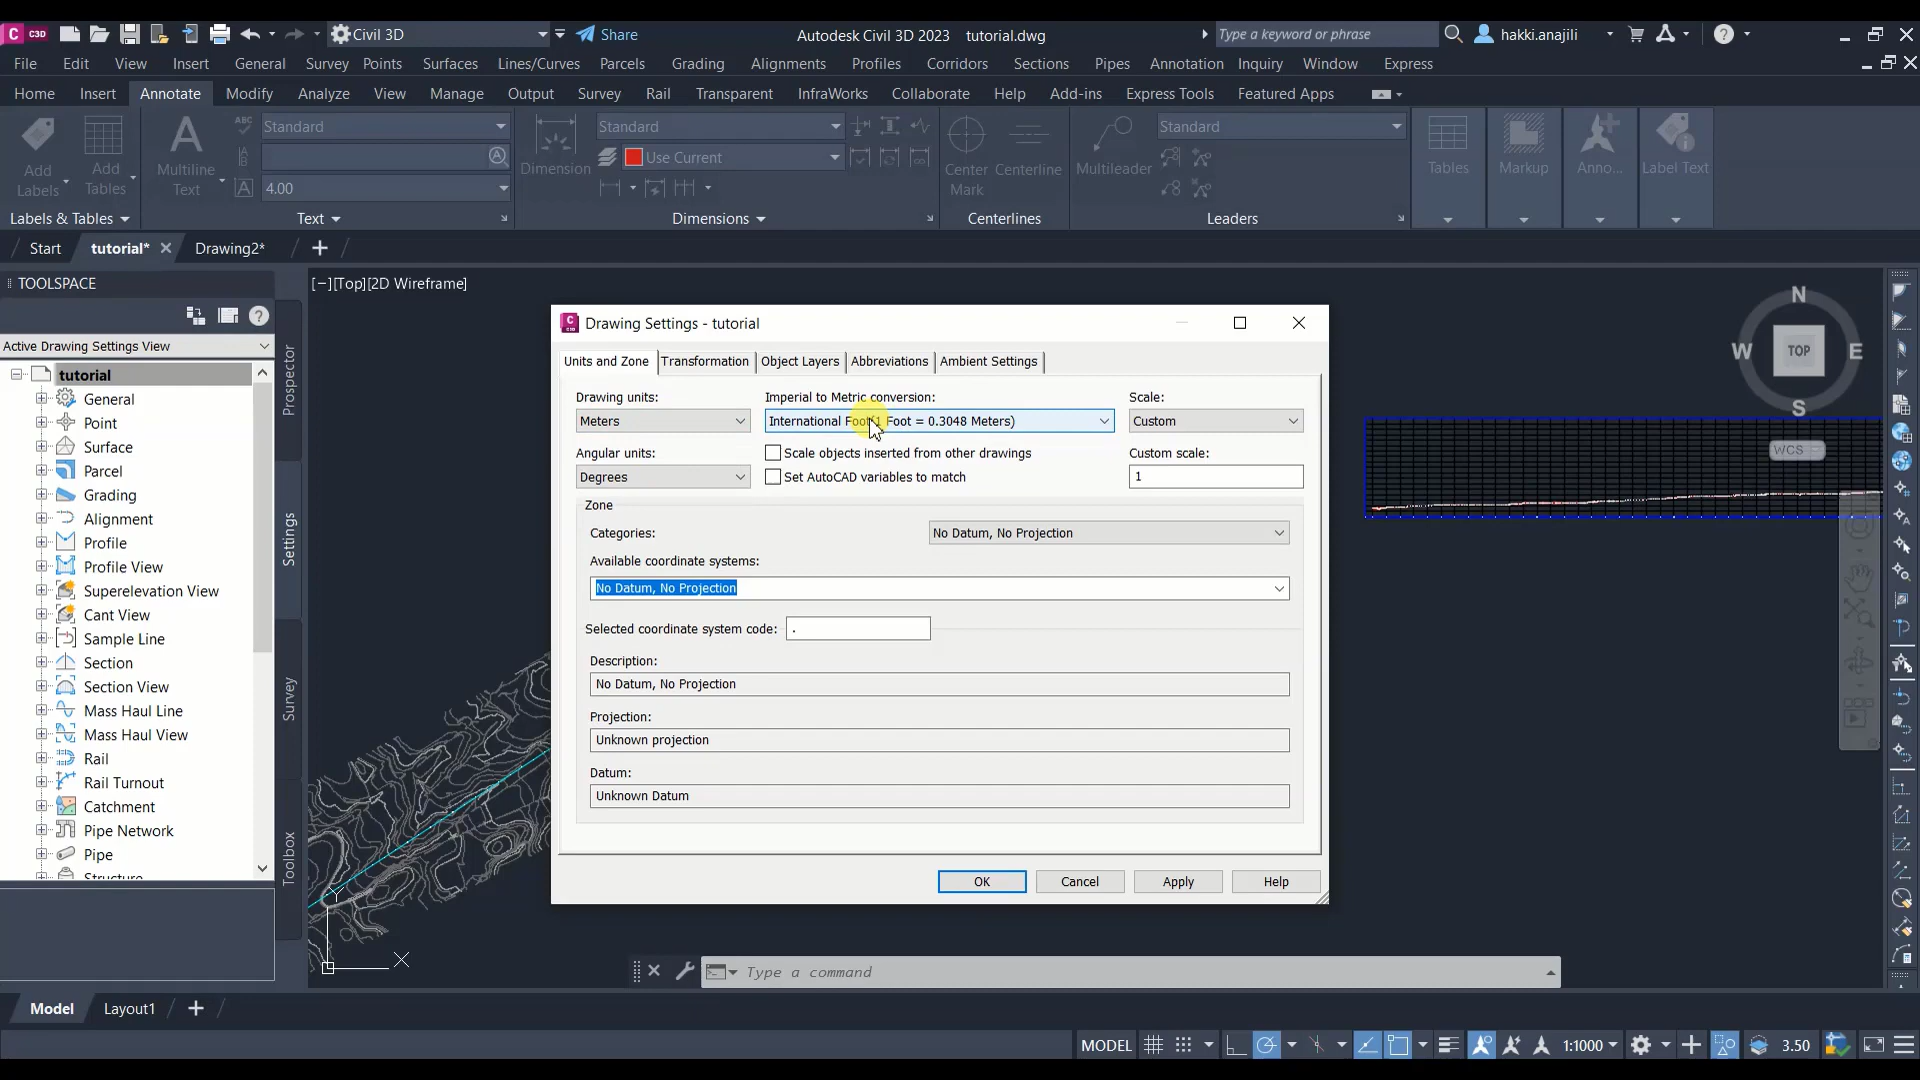 C C3D Civil 3D Share Autodesk Civil 3D 2023 tutorial.dwg Type a keyword or phrase hakki.anajili
File Edit View Insert General Survey Points Surfaces Lines/Curves Parcels Grading Alignments Profiles Corridors Sections Pipes Annotation Inquiry Window Express
Home Insert Annotate Modify Analyze View Manage Output Survey Rail Transparent InfraWorks Collaborate Help Add-ins Express Tools Featured Apps
Add Labels
Add Tables
Labels & Tables
Multiline Text
ABC
Standard
4.00
Text
Dimension
Standard
Use Current
Dimensions
Center Mark
Centerline
Centerlines
Multileader
Standard
Leaders
Tables
Markup
Anno...
Label Text
Start tutorial* Drawing2*
TOOLSPACE
Active Drawing Settings View
tutorial
General
Point
Surface
Parcel
Grading
Alignment
Profile
Profile View
Superelevation View
Cant View
Sample Line
Section
Section View
Mass Haul Line
Mass Haul View
Rail
Rail Turnout
Catchment
Pipe Network
Pipe
Structure
Prospector
Settings
Survey
Toolbox
[−][Top][2D Wireframe]
N
W TOP E
S
WCS
Drawing Settings - tutorial
Units and Zone Transformation Object Layers Abbreviations Ambient Settings
Drawing units: Imperial to Metric conversion: Scale:
Meters International Foot(1 Foot = 0.3048 Meters) Custom
Angular units: Scale objects inserted from other drawings Custom scale:
Degrees Set AutoCAD variables to match 1
Zone
Categories: No Datum, No Projection
Available coordinate systems:
No Datum, No Projection
Selected coordinate system code: .
Description:
No Datum, No Projection
Projection:
Unknown projection
Datum:
Unknown Datum
OK Cancel Apply Help
Type a command
Model Layout1
MODEL 1:1000 3.50